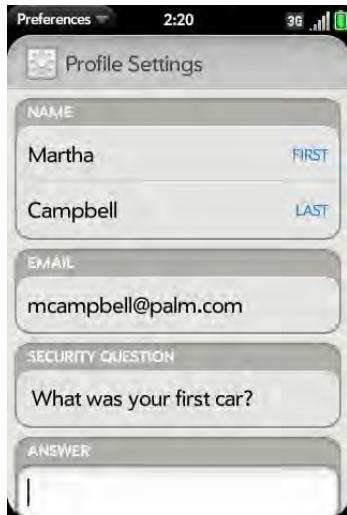 Preferences 2:20 3G
Profile Settings
NAME
Martha FIRST
Campbell LAST
EMAIL
mcampbell@palm.com
SECURITY QUESTION
What was your first car?
ANSWER